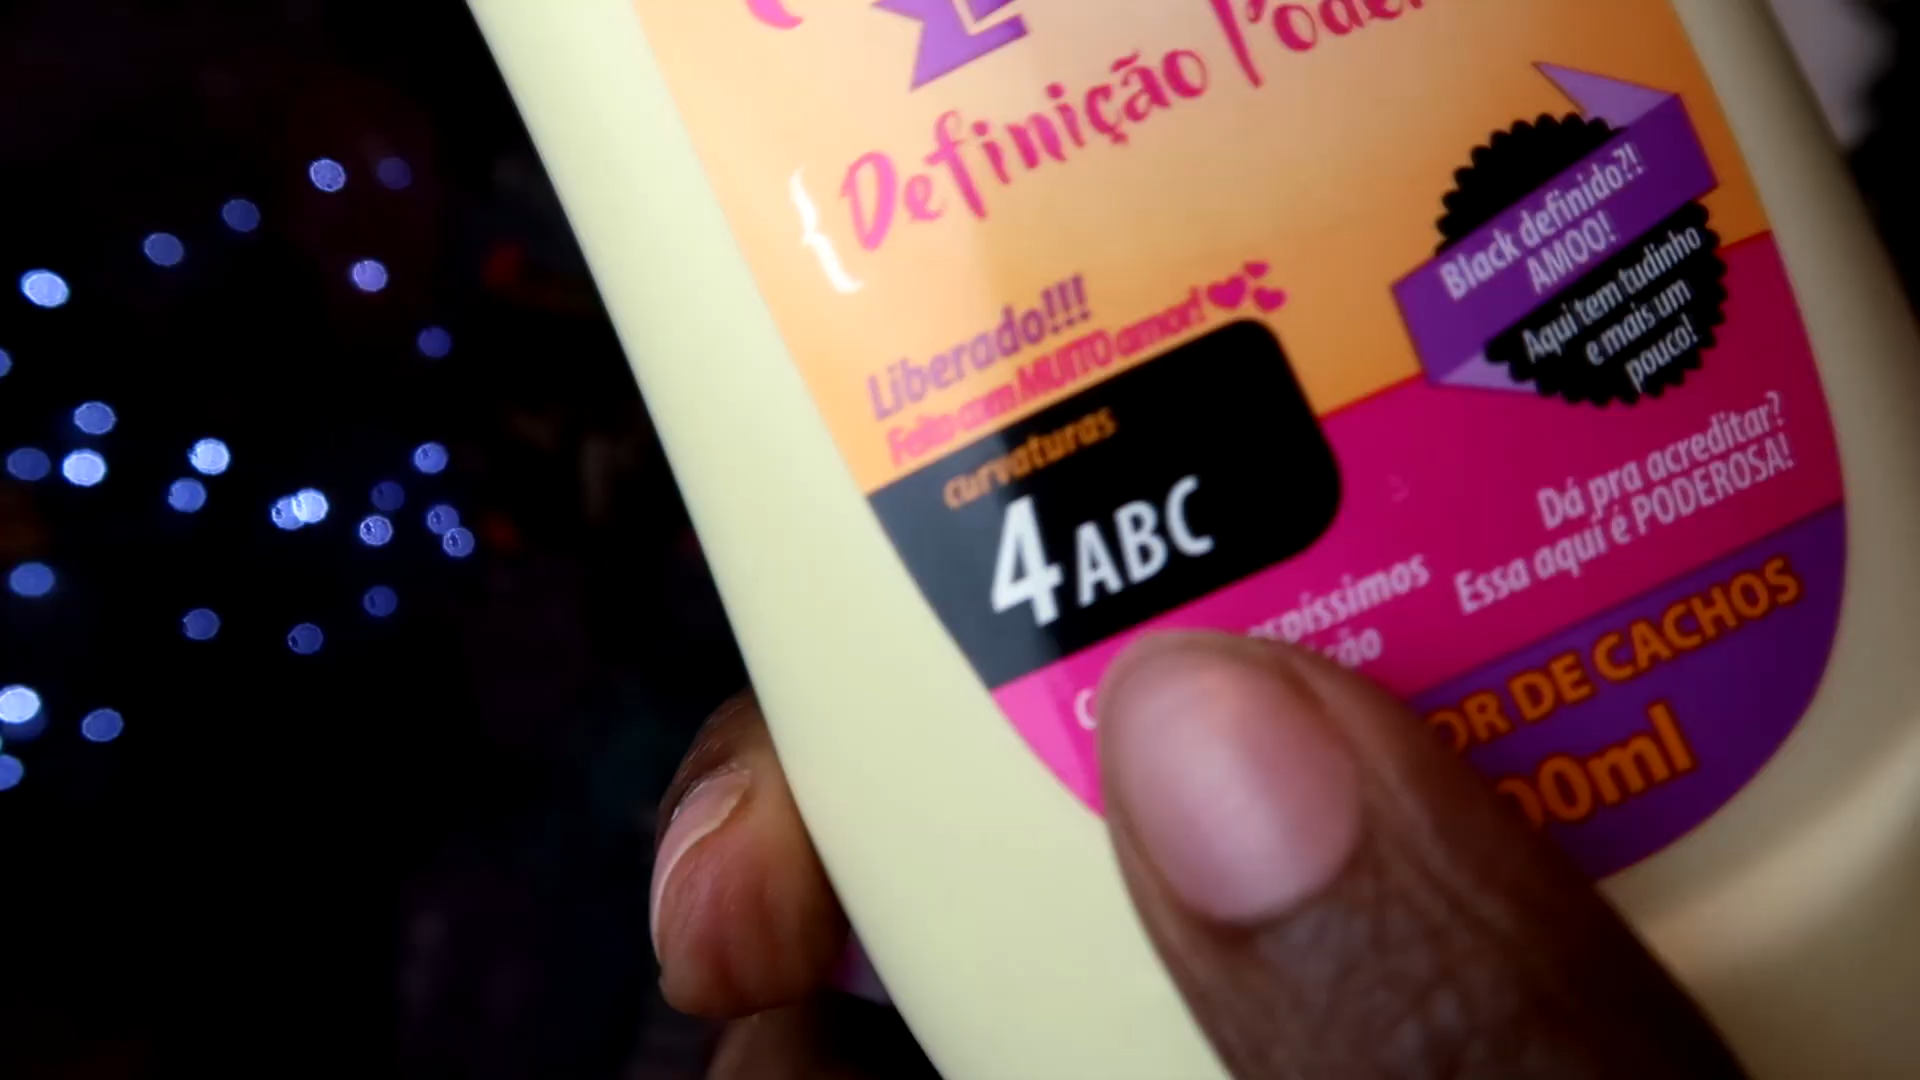 Definição
Black definido?!
AMOO!
Aqui tem tudinho
e mais um
pouco!
Liberado!!!
Feito com MUITO amor!
curvaturas
4ABC
Dá pra acreditar?
Essa aqui é PODEROSA!
DE CACHOS